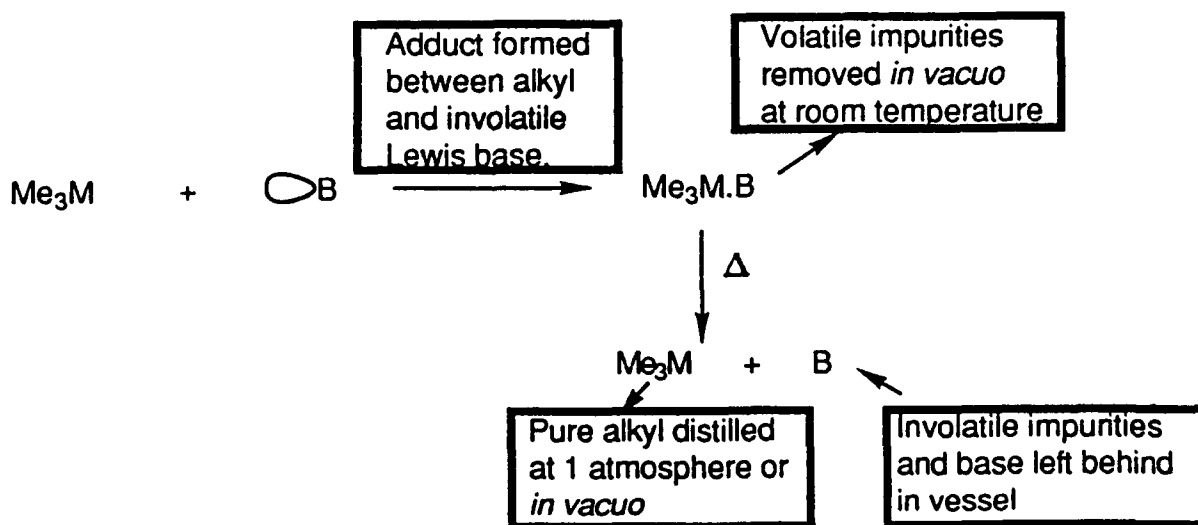 Adduct formed
between alkyl
and involatile
Lewis base.
Volatile impurities
removed in vacuo
at room temperature
Me3M + B Me3M.B
Δ
Me3M + B
Pure alkyl distilled
at 1 atmosphere or
in vacuo
Involatile impurities
and base left behind
in vessel